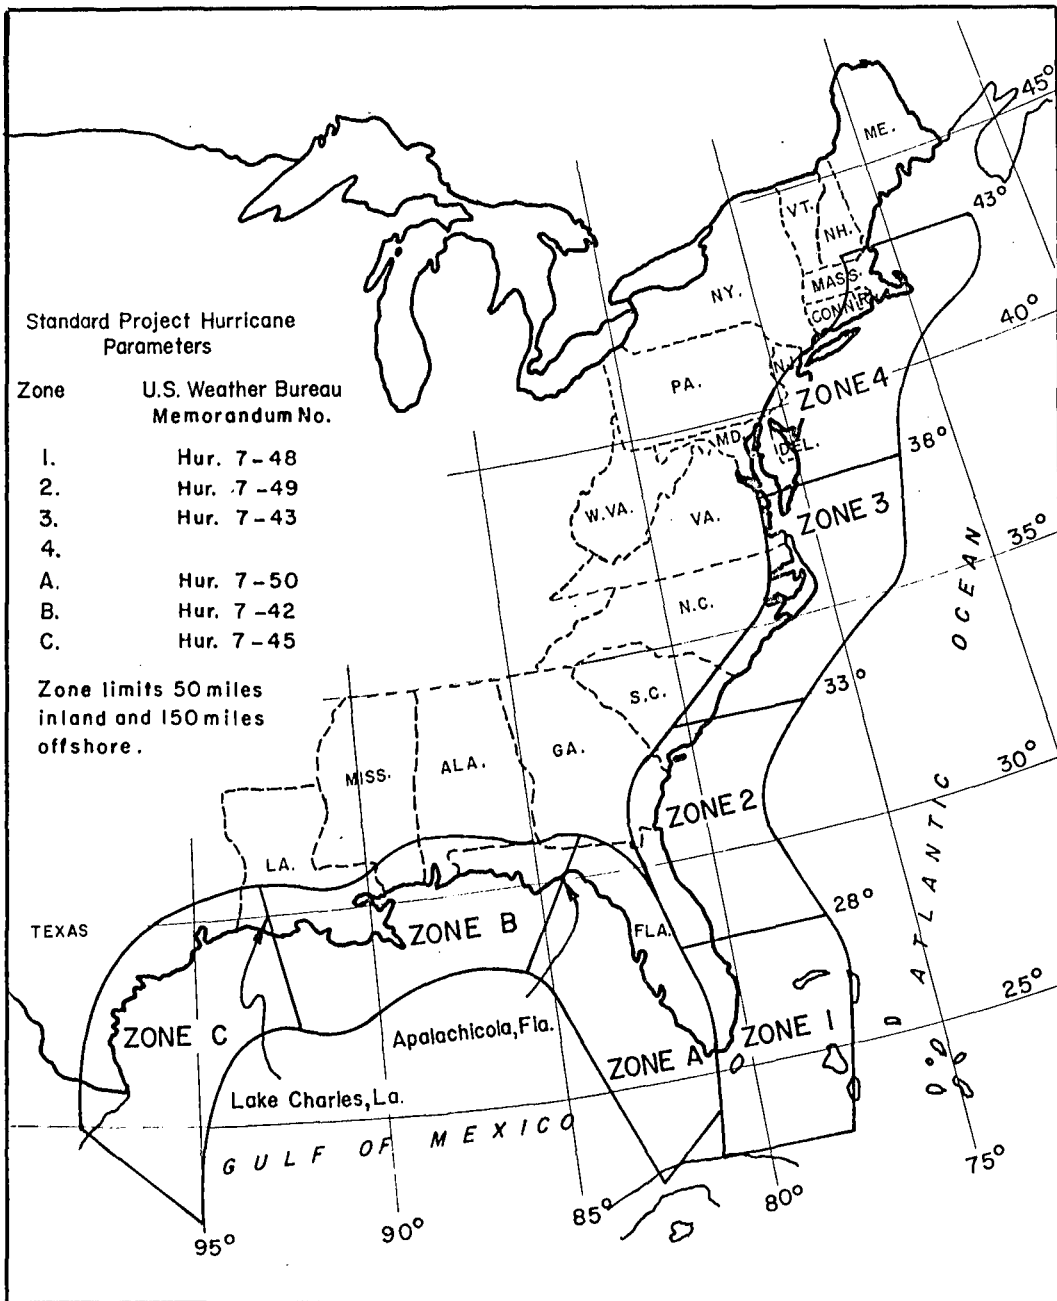 Standard Project Hurricane
Parameters
Zone U.S. Weather Bureau
Memorandum No.
1. Hur. 7-48
2. Hur. 7-49
3. Hur. 7-43
4.
A. Hur. 7-50
B. Hur. 7-42
C. Hur. 7-45
Zone limits 50 miles
inland and 150 miles
offshore.
ME.
VT.
NH.
MASS.
CONN.
R.I.
NY.
PA.
N.J.
MD.
DEL.
W.VA.
VA.
N.C.
S.C.
GA.
ALA.
MISS.
LA.
TEXAS
FLA.
ZONE 4
ZONE 3
ZONE 2
ZONE 1
ZONE A
ZONE B
ZONE C
Apalachicola, Fla.
Lake Charles, La.
GULF OF MEXICO
ATLANTIC
OCEAN
45°
43°
40°
38°
35°
33°
30°
28°
25°
95°
90°
85°
80°
75°